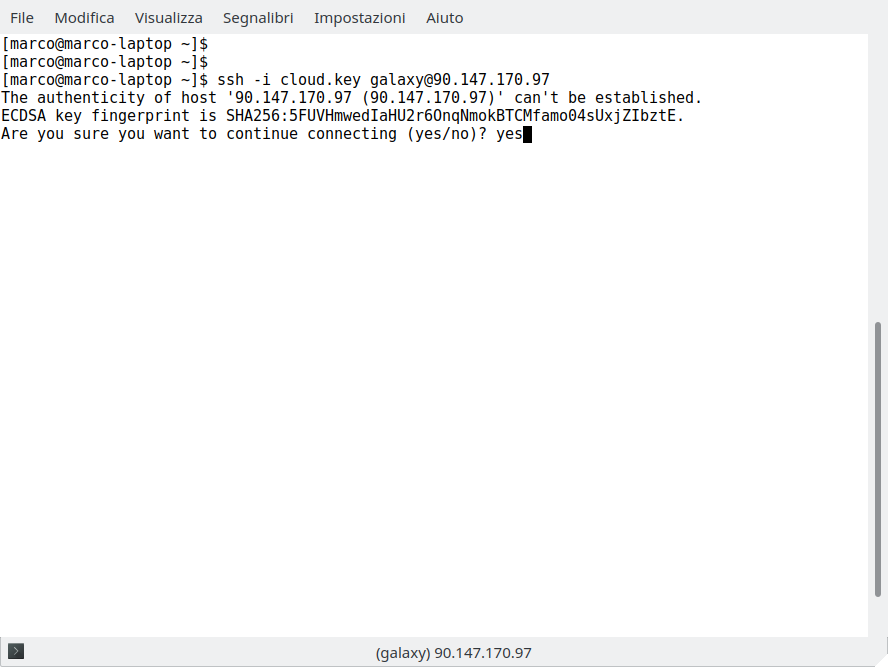 File Modifica Visualizza Segnalibri Impostazioni Aiuto
[marco@marco-laptop ~]$
[marco@marco-laptop ~]$
[marco@marco-laptop ~]$ ssh -i cloud.key galaxy@90.147.170.97
The authenticity of host '90.147.170.97 (90.147.170.97)' can't be established.
ECDSA key fingerprint is SHA256:5FUVHmwedIaHU2r6OnqNmokBTCMfamo04sUxjZIbztE.
Are you sure you want to continue connecting (yes/no)? yes
(galaxy) 90.147.170.97